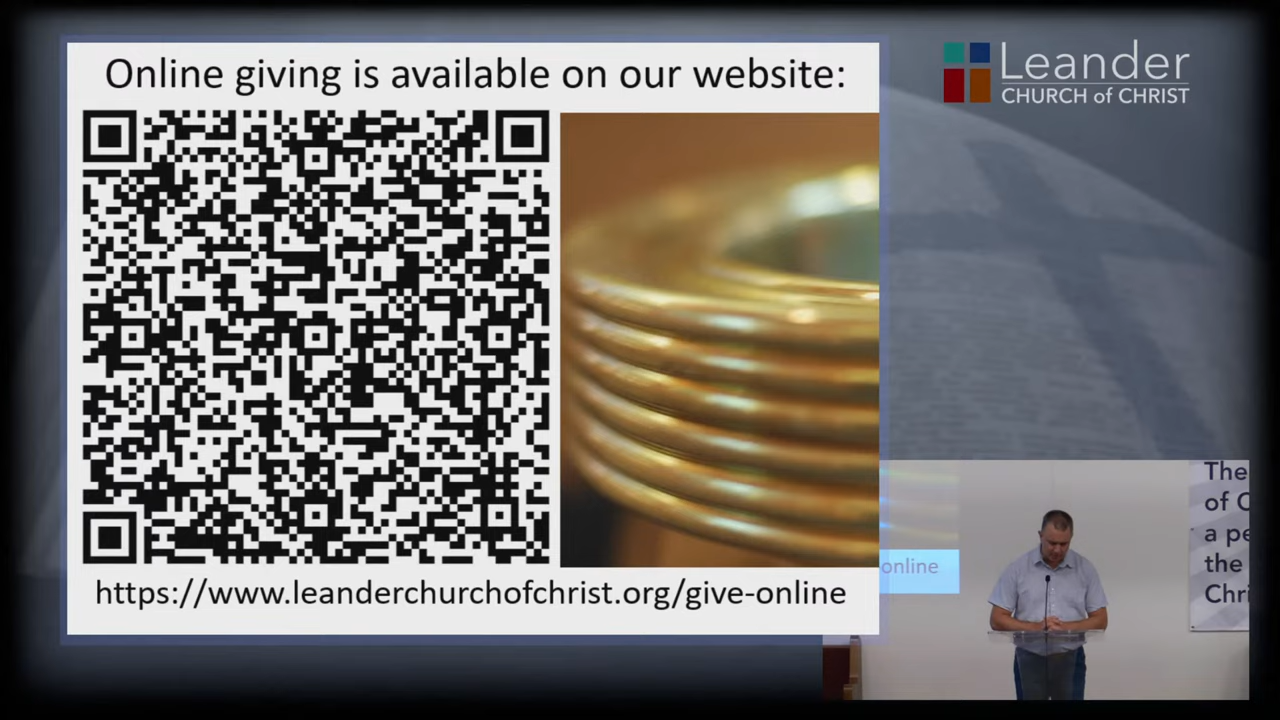 Online giving is available on our website:
Leander
CHURCH of CHRIST
https://www.leanderchurchofchrist.org/give-online
online
The
of
the